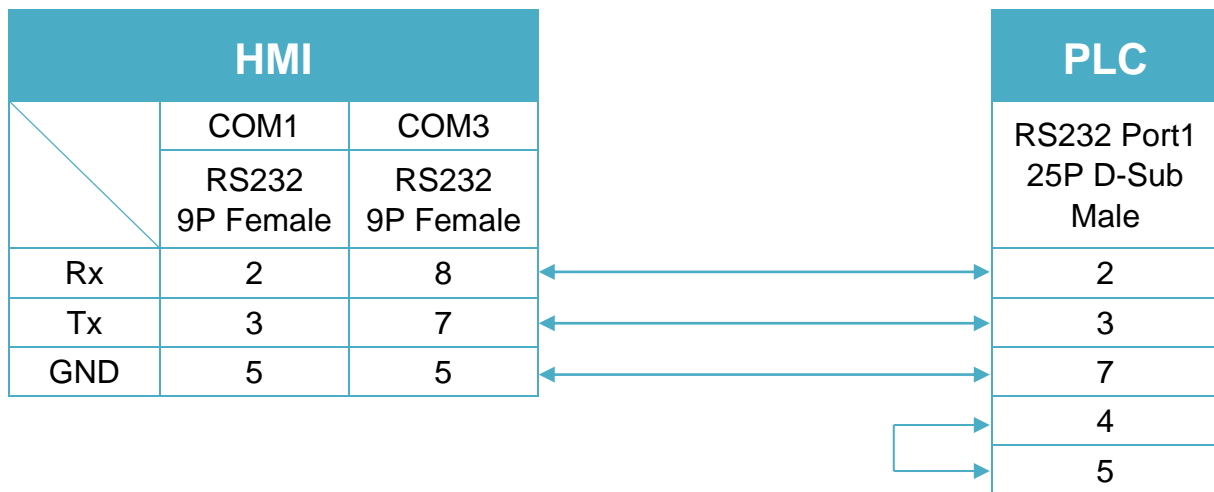 HMI PLC
COM1 COM3
RS232 Port1
25P D-Sub
Male
RS232 RS232
9P Female 9P Female
Rx 2 8 2
Tx 3 7 3
GND 5 5 7
4
5